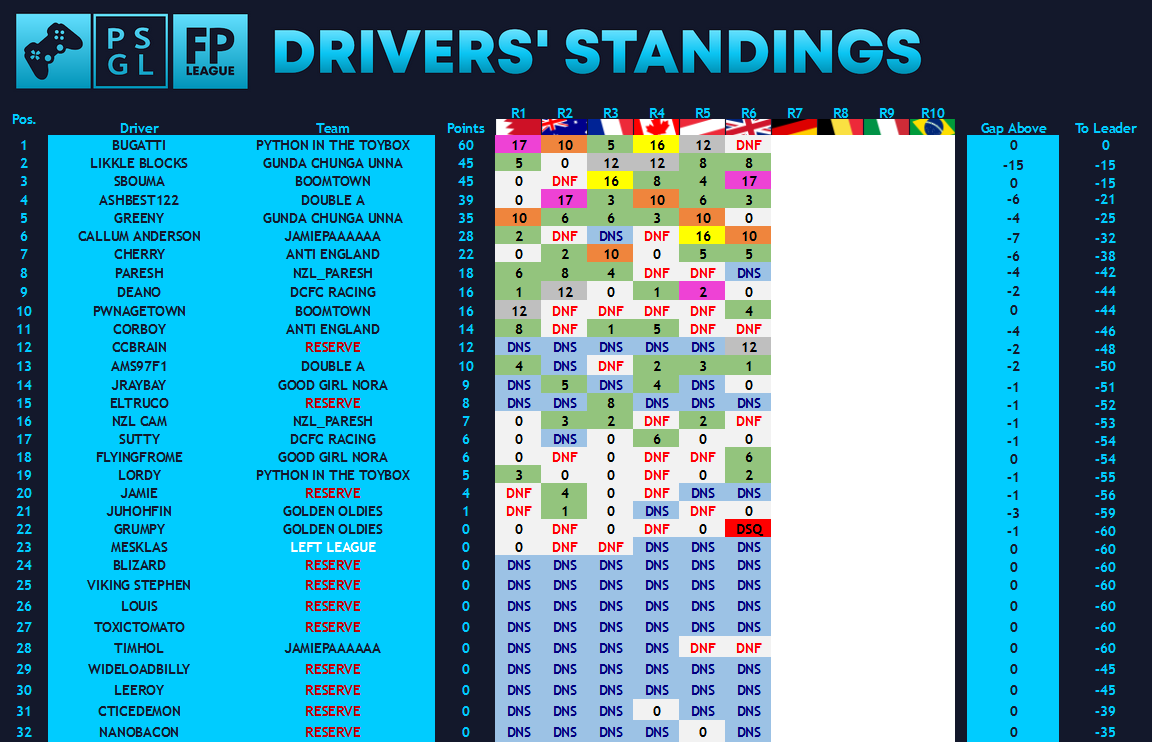 PS GL FP LEAGUE DRIVERS' STANDINGS
Pos. Driver Team Points R1 R2 R3 R4 R5 R6 R7 R8 R9 R10 Gap Above To Leader
1 BUGATTI PYTHON IN THE TOYBOX 60 17 10 5 16 12 DNF 0 0
2 LIKKLE BLOCKS GUNDA CHUNGA UNNA 45 5 0 12 12 8 8 -15 -15
3 SBOUMA BOOMTOWN 45 0 DNF 16 8 4 17 0 -15
4 ASHBEST122 DOUBLE A 39 0 17 3 10 6 3 -6 -21
5 GREENY GUNDA CHUNGA UNNA 35 10 6 6 3 10 0 -4 -25
6 CALLUM ANDERSON JAMIEPAAAAAA 28 2 DNF DNS DNF 16 10 -7 -32
7 CHERRY ANTI ENGLAND 22 0 2 10 0 5 5 -6 -38
8 PARESH NZL_PARESH 18 6 8 4 DNF DNF DNS -4 -42
9 DEANO DCFC RACING 16 1 12 0 1 2 0 -2 -44
10 PWNAGETOWN BOOMTOWN 16 12 DNF DNF DNF DNF 4 0 -44
11 CORBOY ANTI ENGLAND 14 8 DNF 1 5 DNF DNF -4 -46
12 CCBRAIN RESERVE 12 DNS DNS DNS DNS DNS 12 -2 -48
13 AMS97F1 DOUBLE A 10 4 DNS DNF 2 3 1 -2 -50
14 JRAYBAY GOOD GIRL NORA 9 DNS 5 DNS 4 DNS 0 -1 -51
15 ELTRUCO RESERVE 8 DNS DNS 8 DNS DNS DNS -1 -52
16 NZL CAM NZL_PARESH 7 0 3 2 DNF 2 DNF -1 -53
17 SUTTY DCFC RACING 6 0 DNS 0 6 0 0 -1 -54
18 FLYINGFROME GOOD GIRL NORA 6 0 DNF 0 DNF DNF 6 0 -54
19 LORDY PYTHON IN THE TOYBOX 5 3 0 0 DNF 0 2 -1 -55
20 JAMIE RESERVE 4 DNF 4 0 DNF DNS DNS -1 -56
21 JUHOHFIN GOLDEN OLDIES 1 DNF 1 0 DNS DNF 0 -3 -59
22 GRUMPY GOLDEN OLDIES 0 0 DNF 0 DNF 0 DSQ -1 -60
23 MESKLAS LEFT LEAGUE 0 0 DNF DNF DNS DNS DNS 0 -60
24 BLIZARD RESERVE 0 DNS DNS DNS DNS DNS DNS 0 -60
25 VIKING STEPHEN RESERVE 0 DNS DNS DNS DNS DNS DNS 0 -60
26 LOUIS RESERVE 0 DNS DNS DNS DNS DNS DNS 0 -60
27 TOXICTOMATO RESERVE 0 DNS DNS DNS DNS DNS DNS 0 -60
28 TIMHOL JAMIEPAAAAAA 0 DNS DNS DNS DNS DNF DNF 0 -60
29 WIDELOADBILLY RESERVE 0 DNS DNS DNS DNS DNS DNS 0 -45
30 LEEROY RESERVE 0 DNS DNS DNS DNS DNS DNS 0 -45
31 CTICEDEMON RESERVE 0 DNS DNS DNS 0 DNS DNS 0 -39
32 NANOBACON RESERVE 0 DNS DNS DNS DNS 0 DNS 0 -35